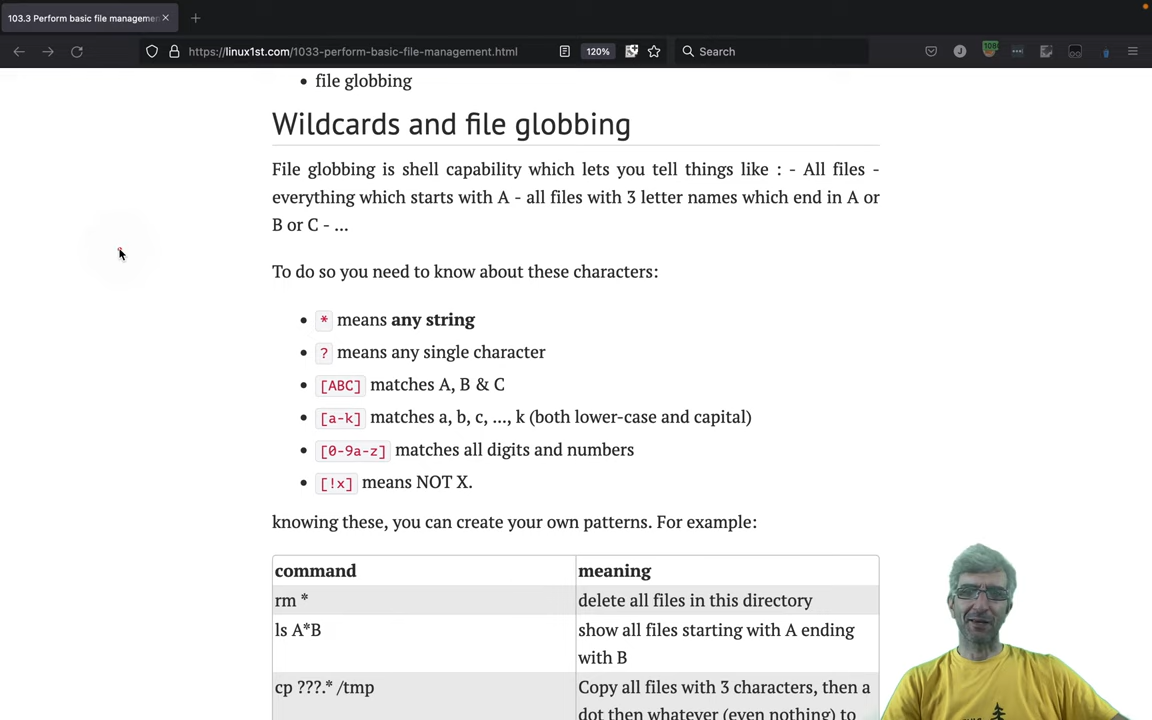 103.3 Perform basic file managemen
https://linux1st.com/1033-perform-basic-file-management.html
120%
Search
• file globbing
Wildcards and file globbing
File globbing is shell capability which lets you tell things like : - All files -
everything which starts with A - all files with 3 letter names which end in A or
B or C - ...
To do so you need to know about these characters:
• * means any string
• ? means any single character
• [ABC] matches A, B & C
• [a-k] matches a, b, c, ..., k (both lower-case and capital)
• [0-9a-z] matches all digits and numbers
• [!x] means NOT X.
knowing these, you can create your own patterns. For example:
command meaning
rm * delete all files in this directory
ls A*B show all files starting with A ending
with B
cp ???.* /tmp Copy all files with 3 characters, then a
dot then whatever (even nothing) to